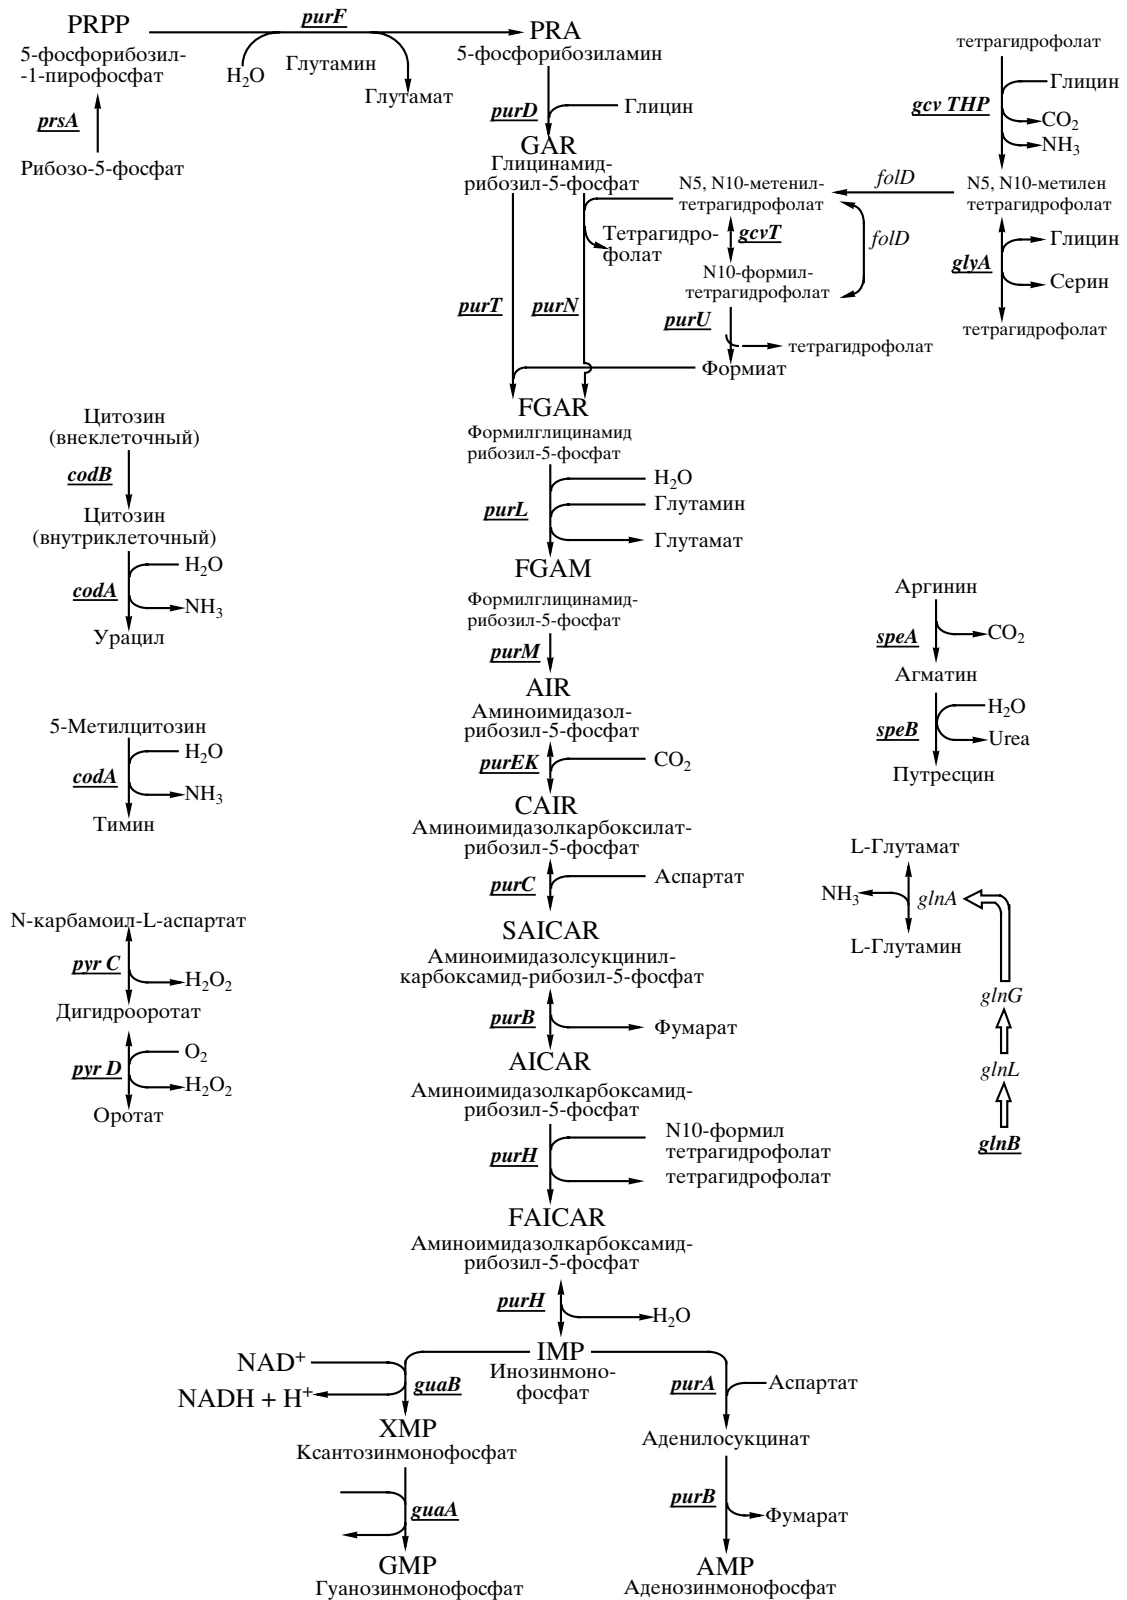 PRPP
5-фосфорибозил-
-1-пирофосфат
prsA
Рибозо-5-фосфат
purF
H2O
Глутамин
Глутамат
PRA
5-фосфорибозиламин
purD
Глицин
GAR
Глицинамид-
рибозил-5-фосфат
тетрагидрофолат
gcv THP
Глицин
CO2
NH3
N5, N10-метилен
тетрагидрофолат
folD
N5, N10-метенил-
тетрагидрофолат
Тетрагидро-
фолат
gcvT
folD
N10-формил-
тетрагидрофолат
glyA
Глицин
Серин
тетрагидрофолат
purT
purN
purU
тетрагидрофолат
Формиат
FGAR
Формилглицинамид
рибозил-5-фосфат
purL
H2O
Глутамин
Глутамат
FGAM
Формилглицинамид-
рибозил-5-фосфат
purM
AIR
Аминоимидазол-
рибозил-5-фосфат
purEK
CO2
CAIR
Аминоимидазолкарбоксилат-
рибозил-5-фосфат
purC
Аспартат
SAICAR
Аминоимидазолсукцинил-
карбоксамид-рибозил-5-фосфат
purB
Фумарат
AICAR
Аминоимидазолкарбоксамид-
рибозил-5-фосфат
purH
N10-формил
тетрагидрофолат
тетрагидрофолат
FAICAR
Аминоимидазолкарбоксамид-
рибозил-5-фосфат
purH
H2O
IMP
Инозинмоно-
фосфат
NAD+
NADH + H+
guaB
XMP
Ксантозинмонофосфат
guaA
GMP
Гуанозинмонофосфат
purA
Аспартат
Аденилосукцинат
purB
Фумарат
AMP
Аденозинмонофосфат
Цитозин
(внеклеточный)
codB
Цитозин
(внутриклеточный)
codA
H2O
NH3
Урацил
5-Метилцитозин
codA
H2O
NH3
Тимин
N-карбамоил-L-аспартат
pyr C
H2O2
Дигидрооротат
pyr D
O2
H2O2
Оротат
Аргинин
speA
CO2
Агматин
speB
H2O
Urea
Путресцин
L-Глутамат
NH3
glnA
L-Глутамин
glnG
glnL
glnB